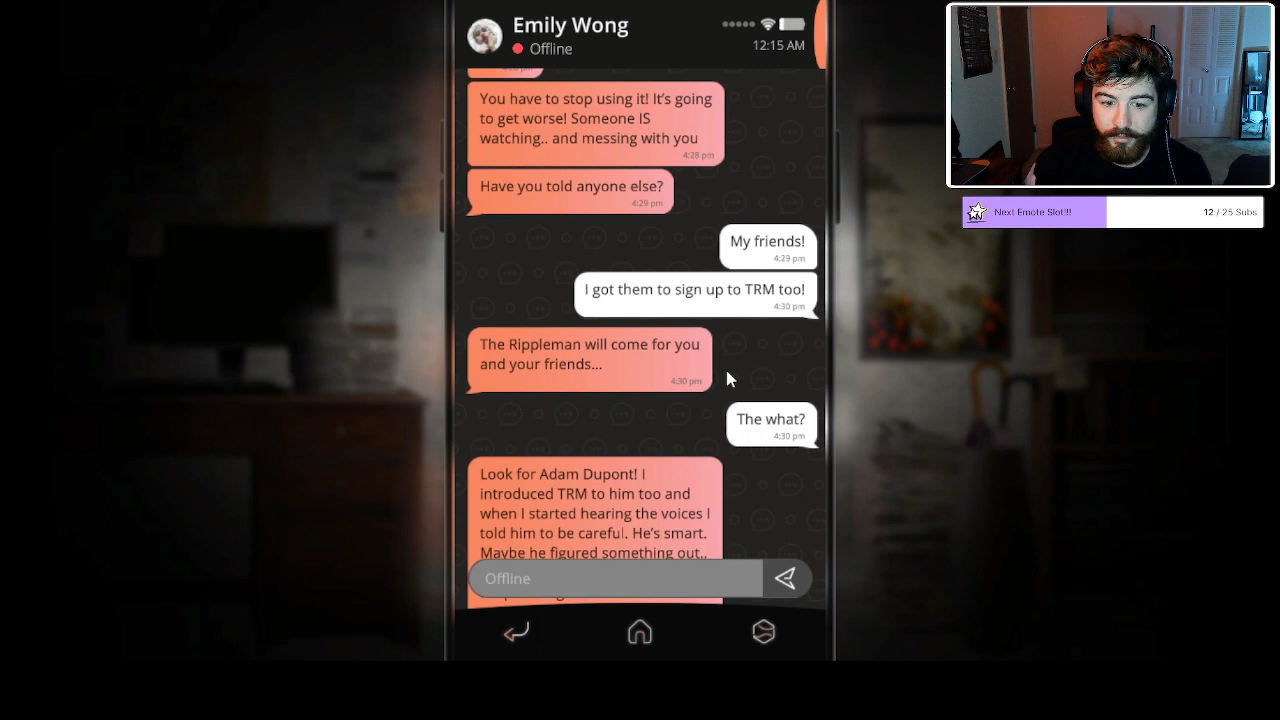 Emily Wong
Offline
12:15 AM
You have to stop using it! It's going
to get worse! Someone IS
watching.. and messing with you
4:28 pm
Have you told anyone else?
4:29 pm
My friends!
4:29 pm
I got them to sign up to TRM too!
4:30 pm
The Rippleman will come for you
and your friends...
4:30 pm
The what?
4:30 pm
Look for Adam Dupont! I
introduced TRM to him too and
when I started hearing the voices I
told him to be careful. He's smart.
Maybe he figured something out..
Offline
Next Emote Slot!!!
12 / 25 Subs